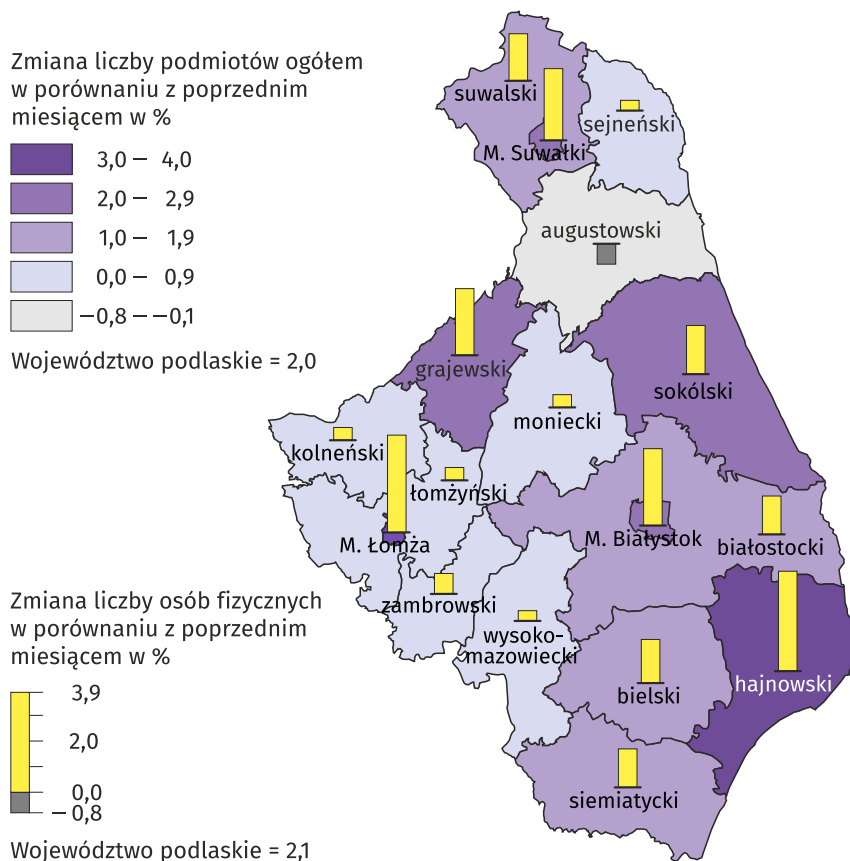 Zmiana liczby podmiotów ogółem
w porównaniu z poprzednim
miesiącem w %
3,0 – 4,0
2,0 – 2,9
1,0 – 1,9
0,0 – 0,9
–0,8 – –0,1
Województwo podlaskie = 2,0
suwalski
M. Suwałki
sejneński
augustowski
grajewski
sokólski
moniecki
kolneński
łomżyński
M. Łomża
M. Białystok
białostocki
zambrowski
wysoko-
mazowiecki
bielski
hajnowski
siemiatycki
Zmiana liczby osób fizycznych
w porównaniu z poprzednim
miesiącem w %
3,9
2,0
0,0
–0,8
Województwo podlaskie = 2,1